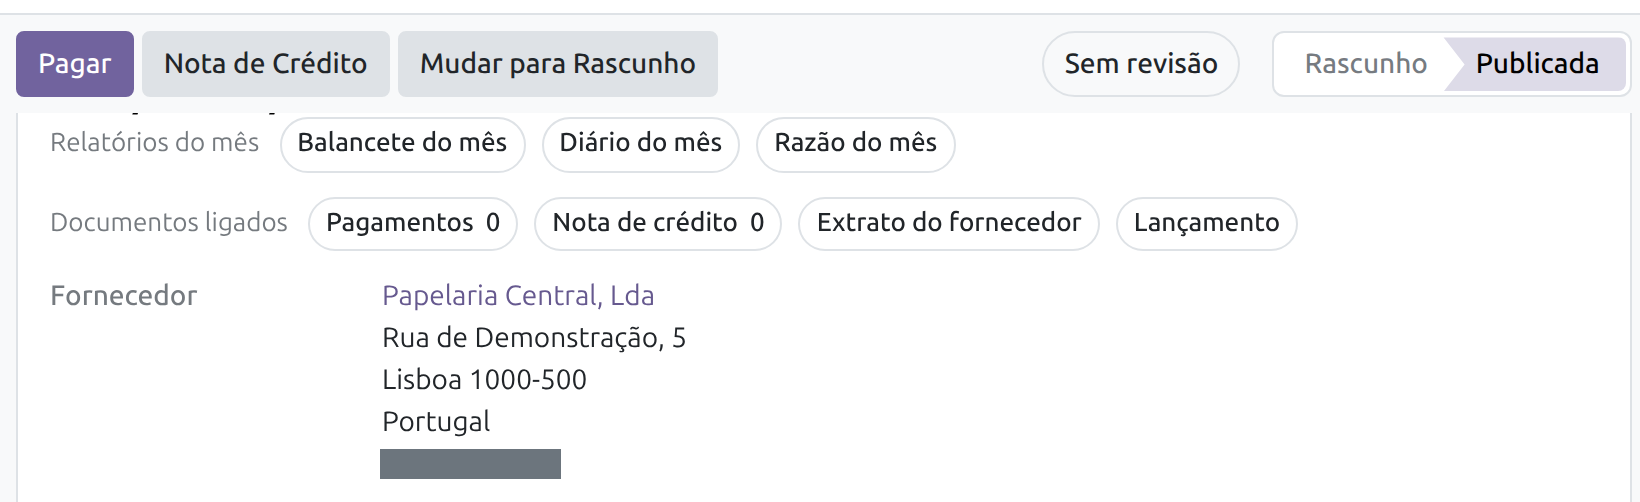 Pagar Nota de Crédito Mudar para Rascunho Sem revisão Rascunho Publicada
Relatórios do mês Balancete do mês Diário do mês Razão do mês
Documentos ligados Pagamentos 0 Nota de crédito 0 Extrato do fornecedor Lançamento
Fornecedor Papelaria Central, Lda
Rua de Demonstração, 5
Lisboa 1000-500
Portugal